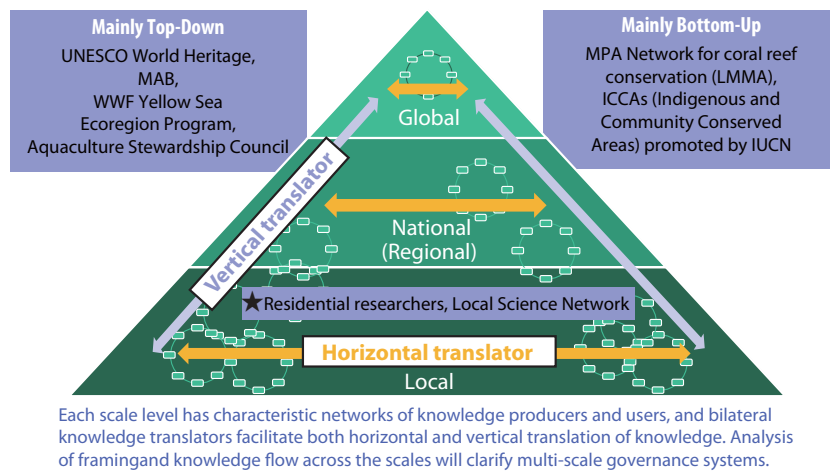 Mainly Top-Down
UNESCO World Heritage,
MAB,
WWF Yellow Sea
Ecoregion Program,
Aquaculture Stewardship Council
Mainly Bottom-Up
MPA Network for coral reef
conservation (LMMA),
ICCAs (Indigenous and
Community Conserved
Areas) promoted by IUCN
Global
Vertical translator
National
(Regional)
★Residential researchers, Local Science Network
Horizontal translator
Local
Each scale level has characteristic networks of knowledge producers and users, and bilateral
knowledge translators facilitate both horizontal and vertical translation of knowledge. Analysis
of framingand knowledge flow across the scales will clarify multi-scale governance systems.